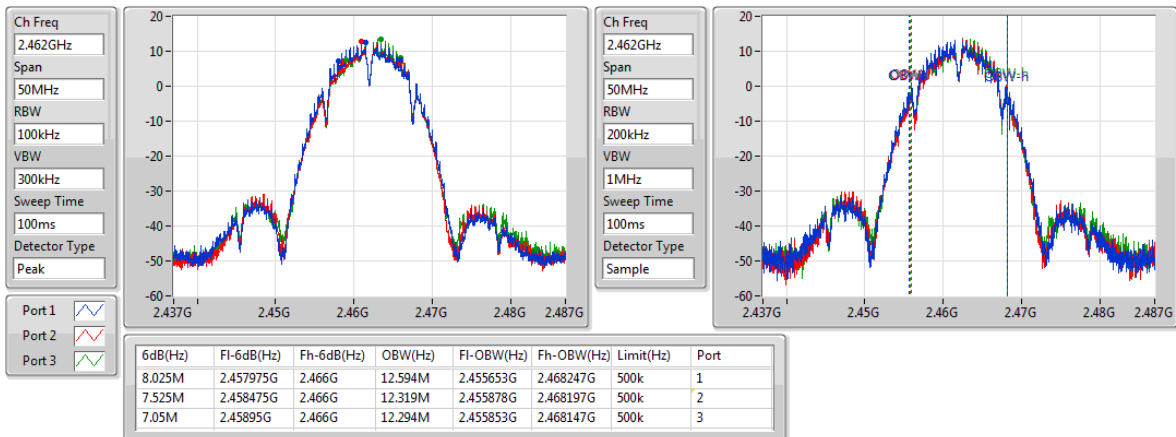 Ch Freq
2.462GHz
Span
50MHz
RBW
100kHz
VBW
300kHz
Sweep Time
100ms
Detector Type
Peak
Port 1
Port 2
Port 3
20
10
0
-10
-20
-30
-40
-50
-60
2.437G 2.45G 2.46G 2.47G 2.48G 2.487G
Ch Freq
2.462GHz
Span
50MHz
RBW
200kHz
VBW
1MHz
Sweep Time
100ms
Detector Type
Sample
20
10
0
-10
-20
-30
-40
-50
-60
OBW-h
2.437G 2.45G 2.46G 2.47G 2.48G 2.487G
6dB(Hz) Fl-6dB(Hz) Fh-6dB(Hz) OBW(Hz) Fl-OBW(Hz) Fh-OBW(Hz) Limit(Hz) Port
8.025M 2.457975G 2.466G 12.594M 2.455653G 2.468247G 500k 1
7.525M 2.458475G 2.466G 12.319M 2.455878G 2.468197G 500k 2
7.05M 2.45895G 2.466G 12.294M 2.455853G 2.468147G 500k 3